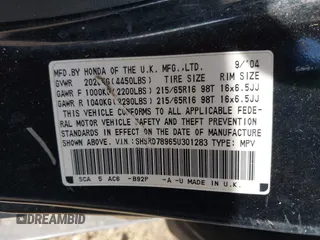 MFD. BY HONDA OF THE U.K. MFG.,LTD. 9/04
GVWR 2020KG(4450LBS) TIRE SIZE RIM SIZE
GAWR F 1000KG(2200LBS) 215/65R16 98T 16x6.5JJ
GAWR R 1040KG(2290LBS) 215/65R16 98T 16x6.5JJ
THIS VEHICLE CONFORMS TO ALL APPLICABLE FEDE-
RAL MOTOR VEHICLE SAFETY STANDARDS IN EFFECT
ON THE DATE OF MANUFACTURE
SHOWN ABOVE. V.I.N: SHSRD78965U301283 TYPE: MPV
SCA 5 AC6 -B92P -A -U MADE IN U.K.
DREAMBID